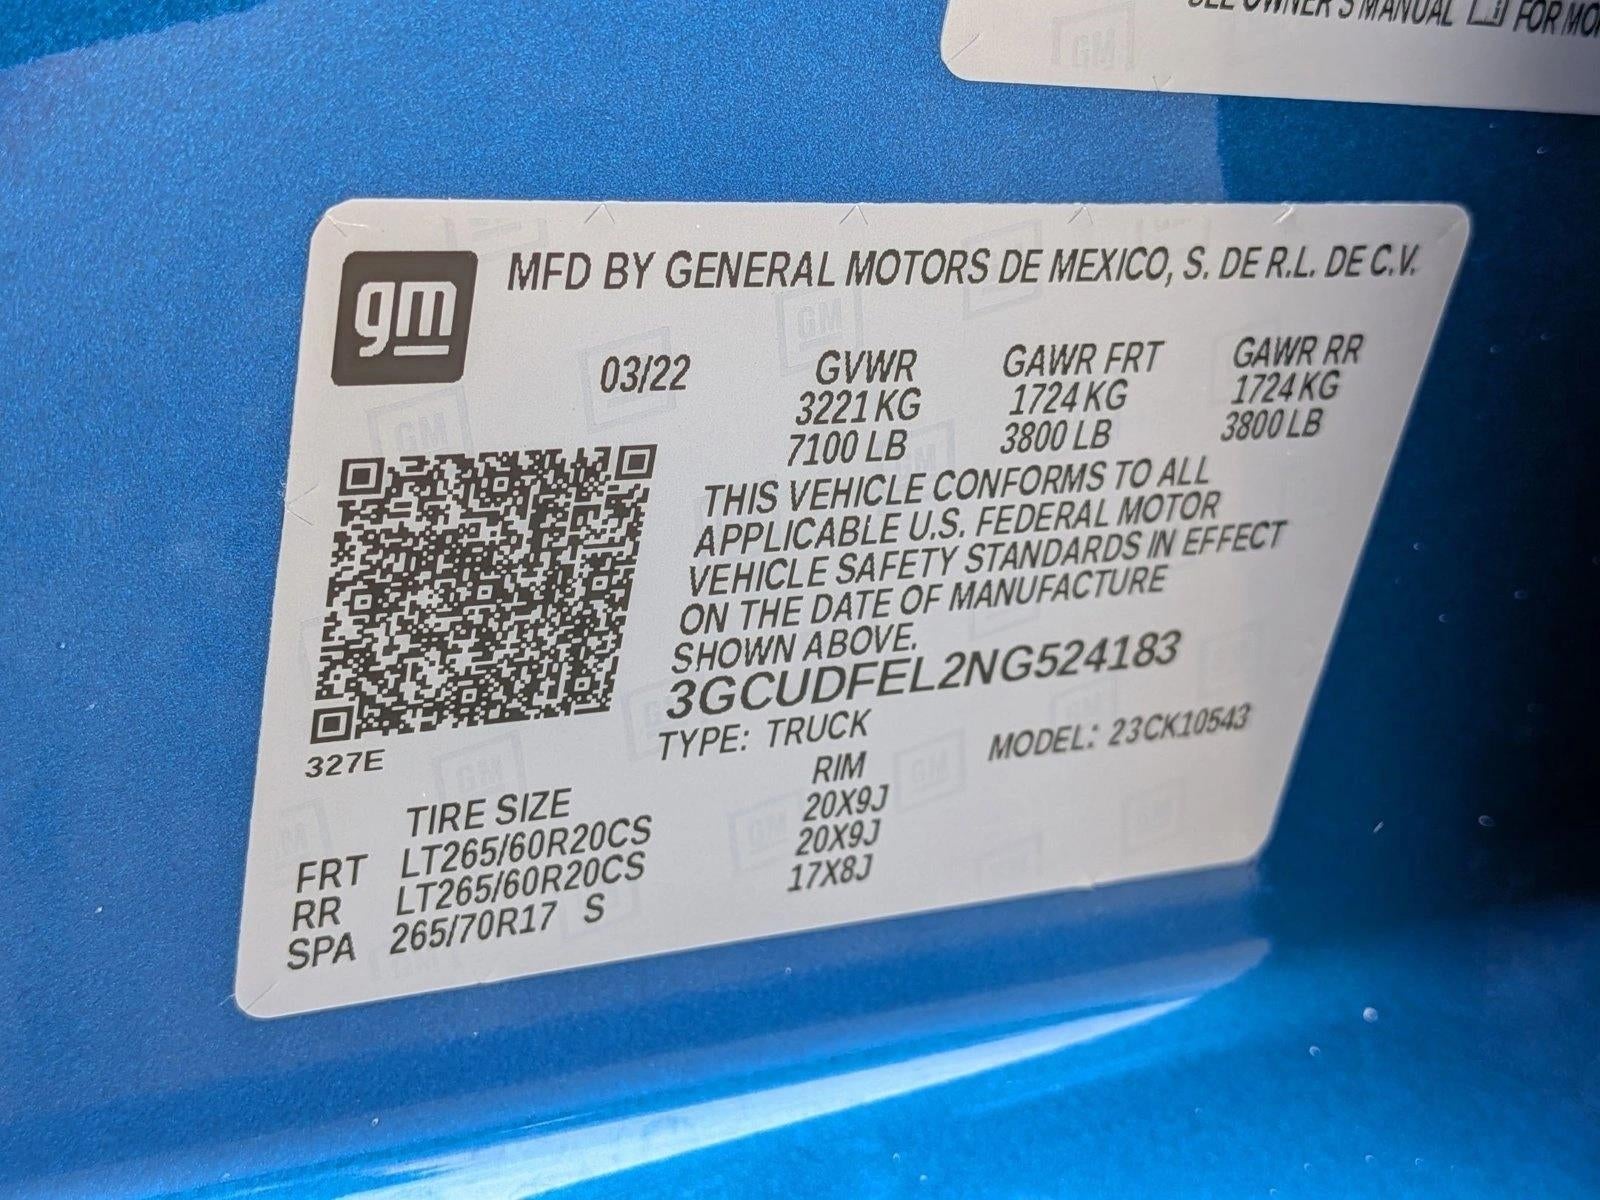 OWNER'S MANUAL FOR
gm
MFD BY GENERAL MOTORS DE MEXICO, S. DE R.L. DE C.V.
03/22
GVWR GAWR FRT GAWR RR
3221 KG 1724 KG 1724 KG
7100 LB 3800 LB 3800 LB
THIS VEHICLE CONFORMS TO ALL
APPLICABLE U.S. FEDERAL MOTOR
VEHICLE SAFETY STANDARDS IN EFFECT
ON THE DATE OF MANUFACTURE
SHOWN ABOVE.
3GCUDFEL2NG524183
TYPE: TRUCK MODEL: 23CK10543
327E
TIRE SIZE RIM
FRT LT265/60R20CS 20X9J
RR LT265/60R20CS 20X9J
SPA 265/70R17 S 17X8J